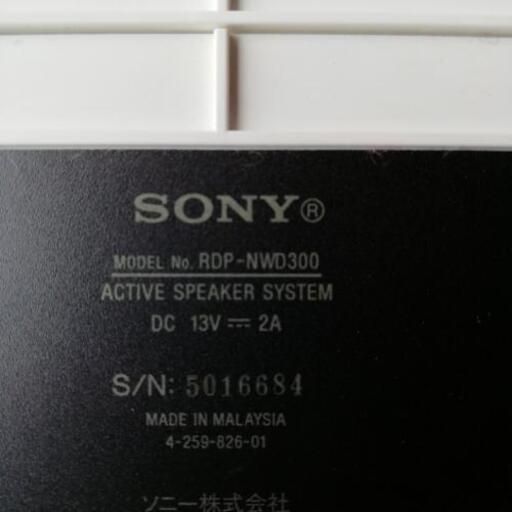 SONY®
MODEL No. RDP-NWD300
ACTIVE SPEAKER SYSTEM
DC 13V⎓2A
S/N: 5016684
MADE IN MALAYSIA
4-259-826-01
ソニー株式会社